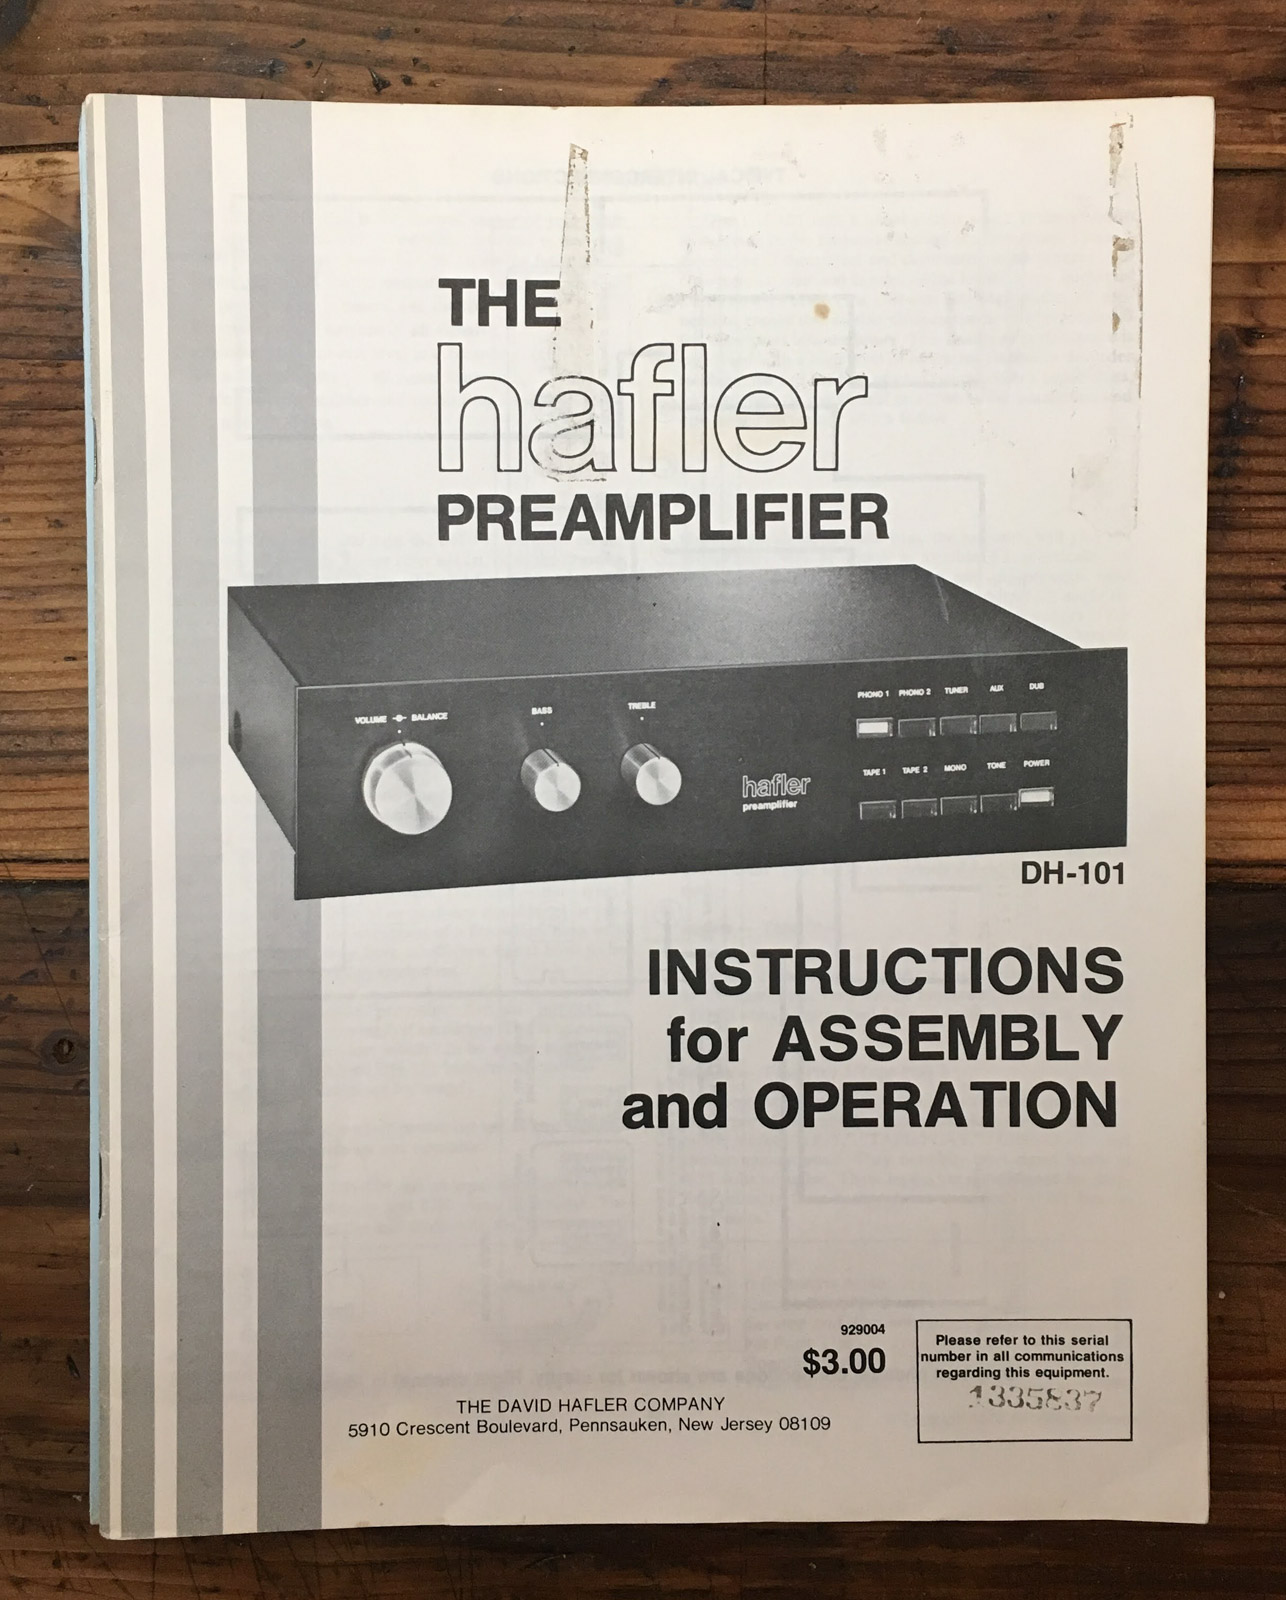 THE
hafler
PREAMPLIFIER
VOLUME BALANCE
BASS
TREBLE
PHONO 1 PHONO 2 TUNER AUX DUB
TAPE 1 TAPE 2 MONO TONE POWER
hafler
preamplifier
DH-101
INSTRUCTIONS
for ASSEMBLY
and OPERATION
929004
$3.00
Please refer to this serial
number in all communications
regarding this equipment.
1335837
THE DAVID HAFLER COMPANY
5910 Crescent Boulevard, Pennsauken, New Jersey 08109